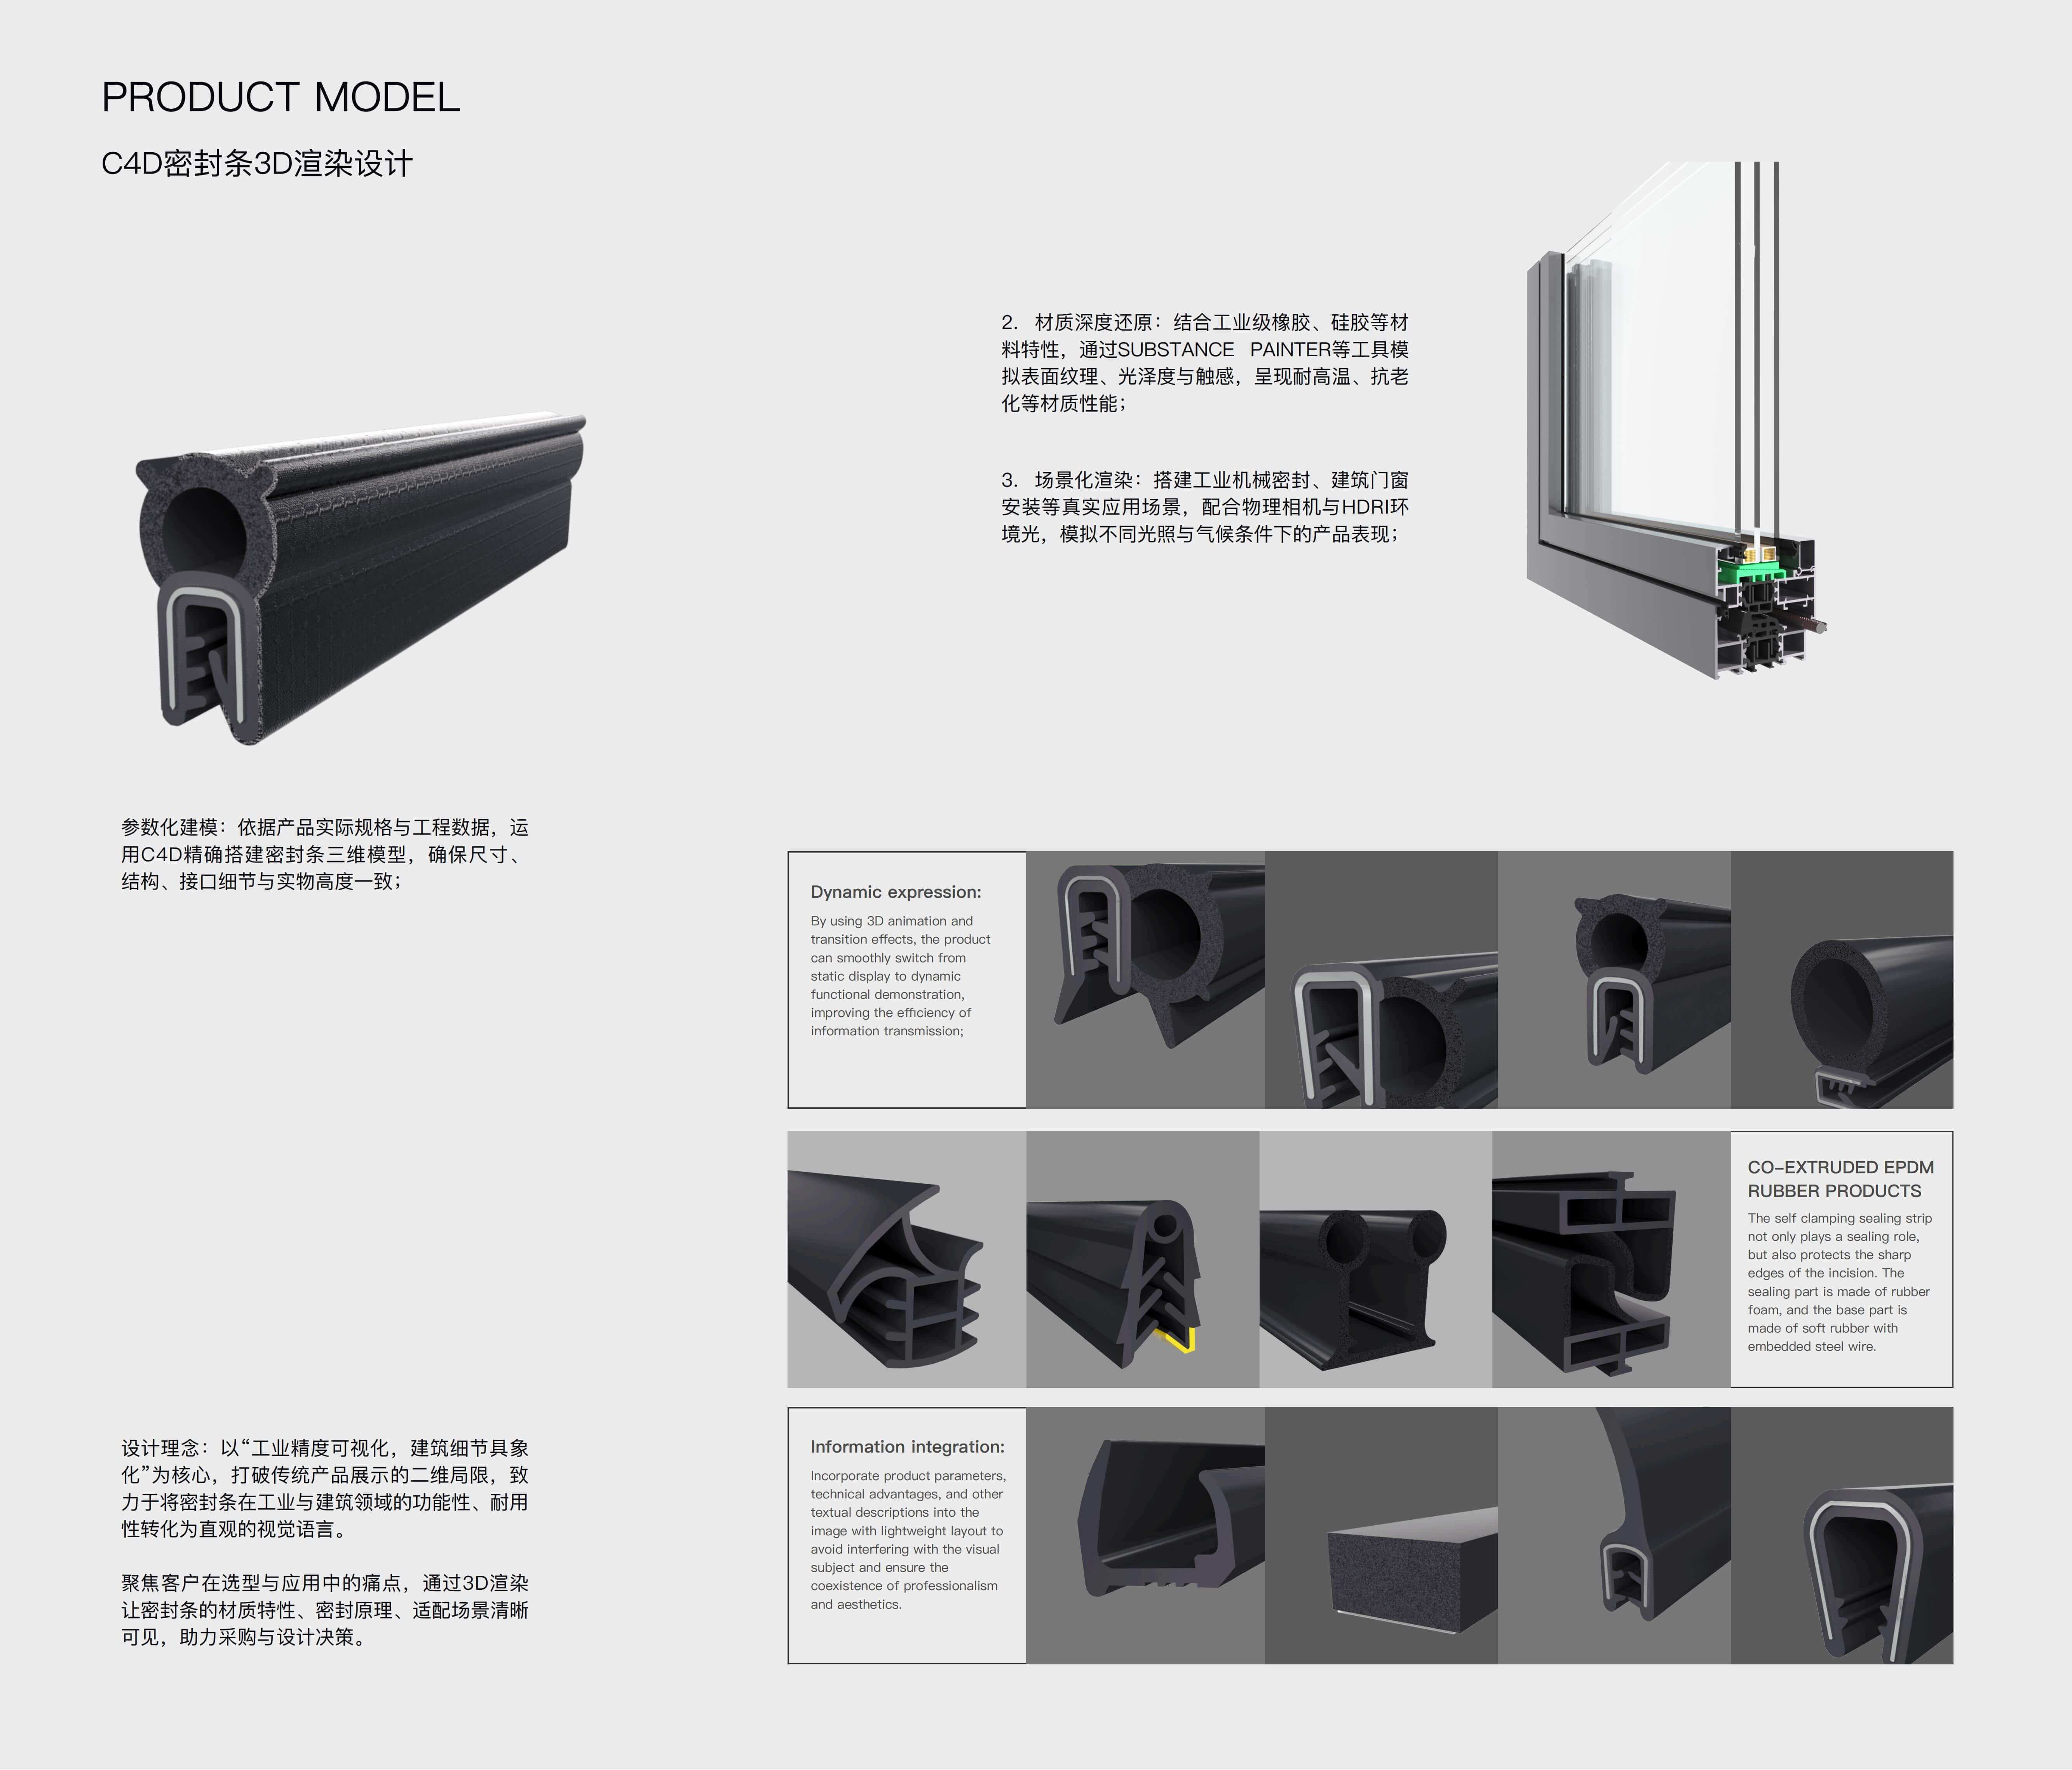 PRODUCT MODEL
C4D密封条3D渲染设计
2. 材质深度还原：结合工业级橡胶、硅胶等材
料特性，通过SUBSTANCE PAINTER等工具模
拟表面纹理、光泽度与触感，呈现耐高温、抗老
化等材质性能；
3. 场景化渲染：搭建工业机械密封、建筑门窗
安装等真实应用场景，配合物理相机与HDRI环
境光，模拟不同光照与气候条件下的产品表现；
参数化建模：依据产品实际规格与工程数据，运
用C4D精确搭建密封条三维模型，确保尺寸、
结构、接口细节与实物高度一致；
Dynamic expression:
By using 3D animation and
transition effects, the product
can smoothly switch from
static display to dynamic
functional demonstration,
improving the efficiency of
information transmission;
CO-EXTRUDED EPDM
RUBBER PRODUCTS
The self clamping sealing strip
not only plays a sealing role,
but also protects the sharp
edges of the incision. The
sealing part is made of rubber
foam, and the base part is
made of soft rubber with
embedded steel wire.
设计理念：以“工业精度可视化，建筑细节具象
化”为核心，打破传统产品展示的二维局限，致
力于将密封条在工业与建筑领域的功能性、耐用
性转化为直观的视觉语言。
聚焦客户在选型与应用中的痛点，通过3D渲染
让密封条的材质特性、密封原理、适配场景清晰
可见，助力采购与设计决策。
Information integration:
Incorporate product parameters,
technical advantages, and other
textual descriptions into the
image with lightweight layout to
avoid interfering with the visual
subject and ensure the
coexistence of professionalism
and aesthetics.